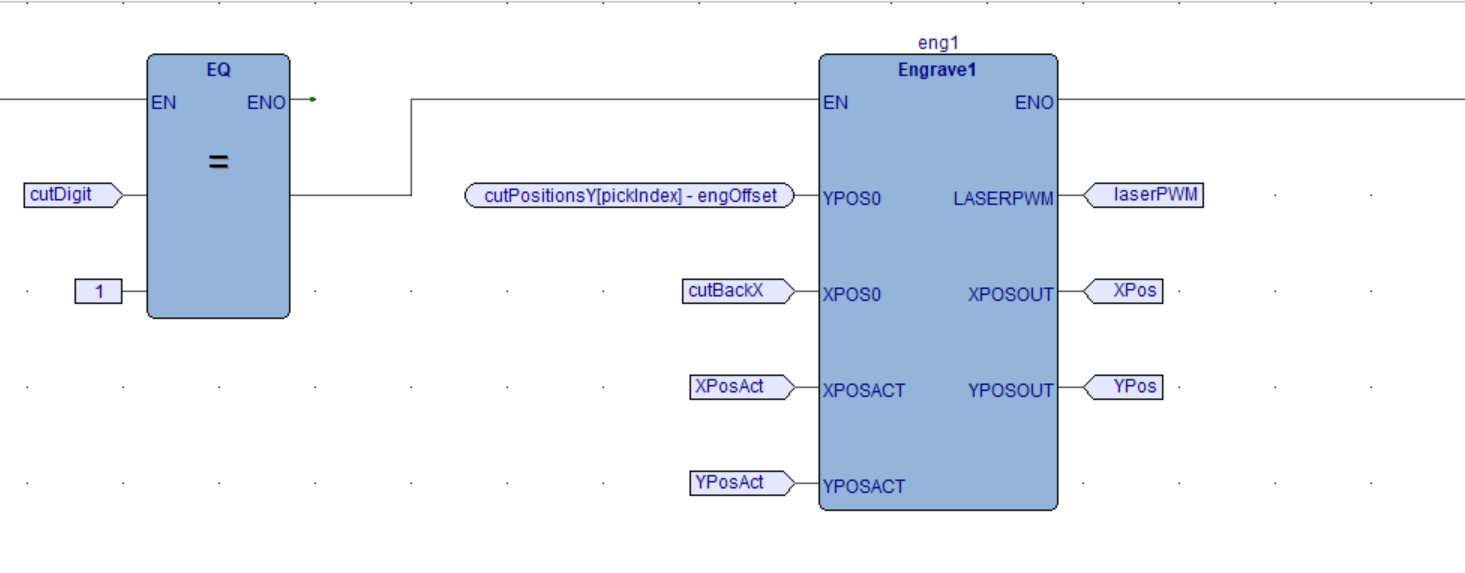 eng1
EQ
Engrave1
EN ENO
EN ENO
=
cutDigit
cutPositionsY[pickIndex] - engOffset
YPOS0 LASERPWM
laserPWM
1
cutBackX
XPOS0 XPOSOUT
XPos
XPosAct
XPOSACT YPOSOUT
YPos
YPosAct
YPOSACT